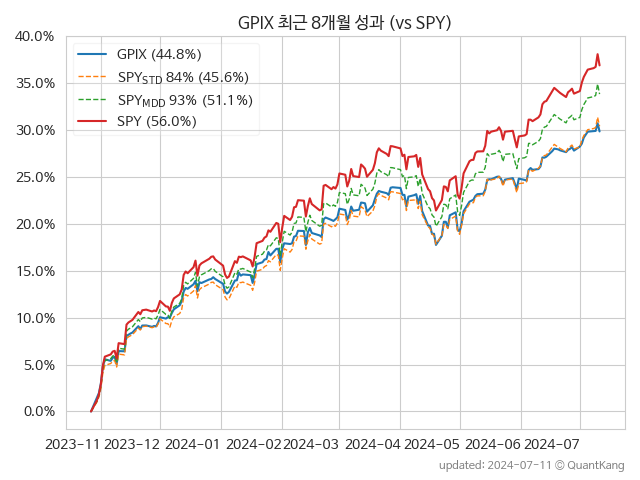 GPIX 최근 8개월 성과 (vs SPY)
40.0%
35.0%
30.0%
25.0%
20.0%
15.0%
10.0%
5.0%
0.0%
GPIX (44.8%)
SPY_STD 84% (45.6%)
SPY_MDD 93% (51.1%)
SPY (56.0%)
2023-11 2023-12 2024-01 2024-02 2024-03 2024-04 2024-05 2024-06 2024-07
updated: 2024-07-11 © QuantKang